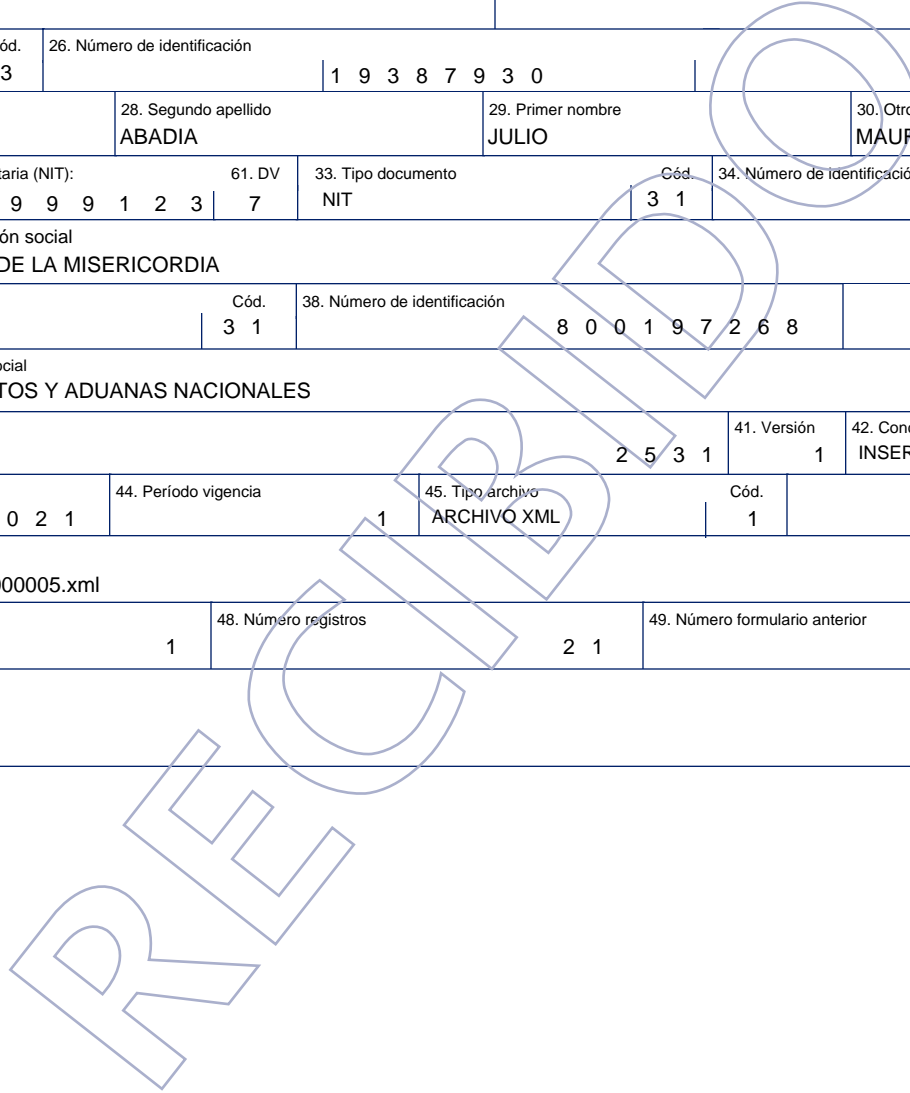 ód. 26. Número de identificación
3 1 9 3 8 7 9 3 0
28. Segundo apellido 29. Primer nombre 30. Otro
ABADIA JULIO MAUR
taria (NIT): 61. DV 33. Tipo documento Cód. 34. Número de identificació
9 9 9 1 2 3 7 NIT 3 1
ón social
DE LA MISERICORDIA
Cód. 38. Número de identificación
3 1 8 0 0 1 9 7 2 6 8
ocial
TOS Y ADUANAS NACIONALES
41. Versión 42. Conc
2 5 3 1 1 INSER
44. Período vigencia 45. Tipo archivo Cód.
0 2 1 1 ARCHIVO XML 1
000005.xml
48. Número registros 49. Número formulario anterior
1 2 1
RECIBIDO